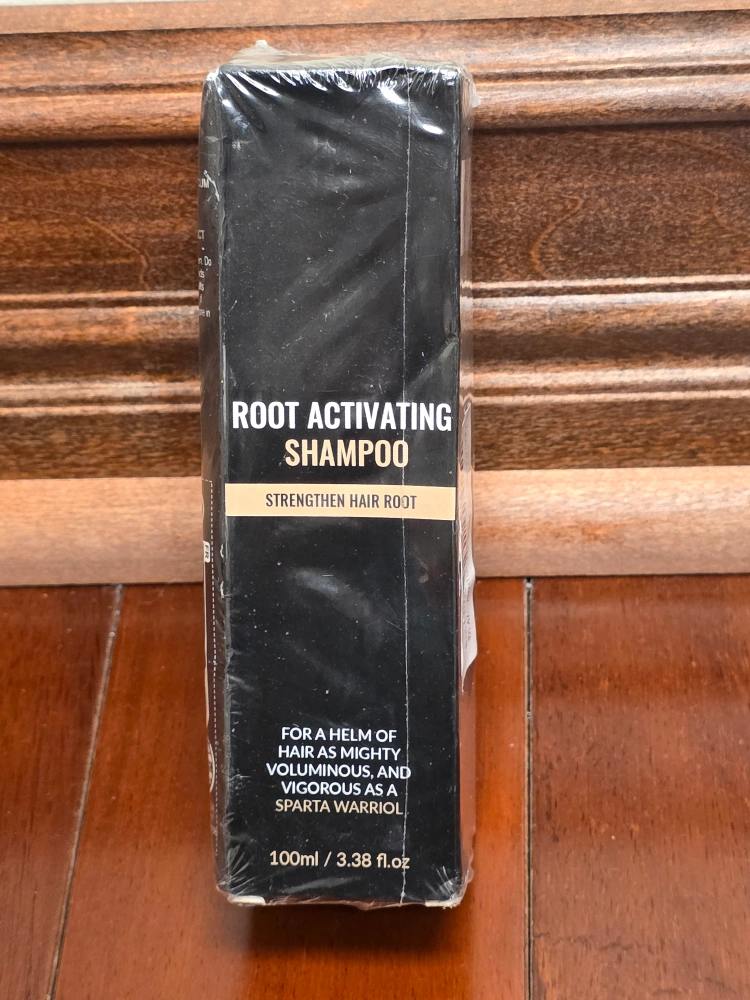 ROOT ACTIVATING
SHAMPOO
STRENGTHEN HAIR ROOT
FOR A HELM OF
HAIR AS MIGHTY
VOLUMINOUS, AND
VIGOROUS AS A
SPARTA WARRIOL
100ml / 3.38 fl.oz